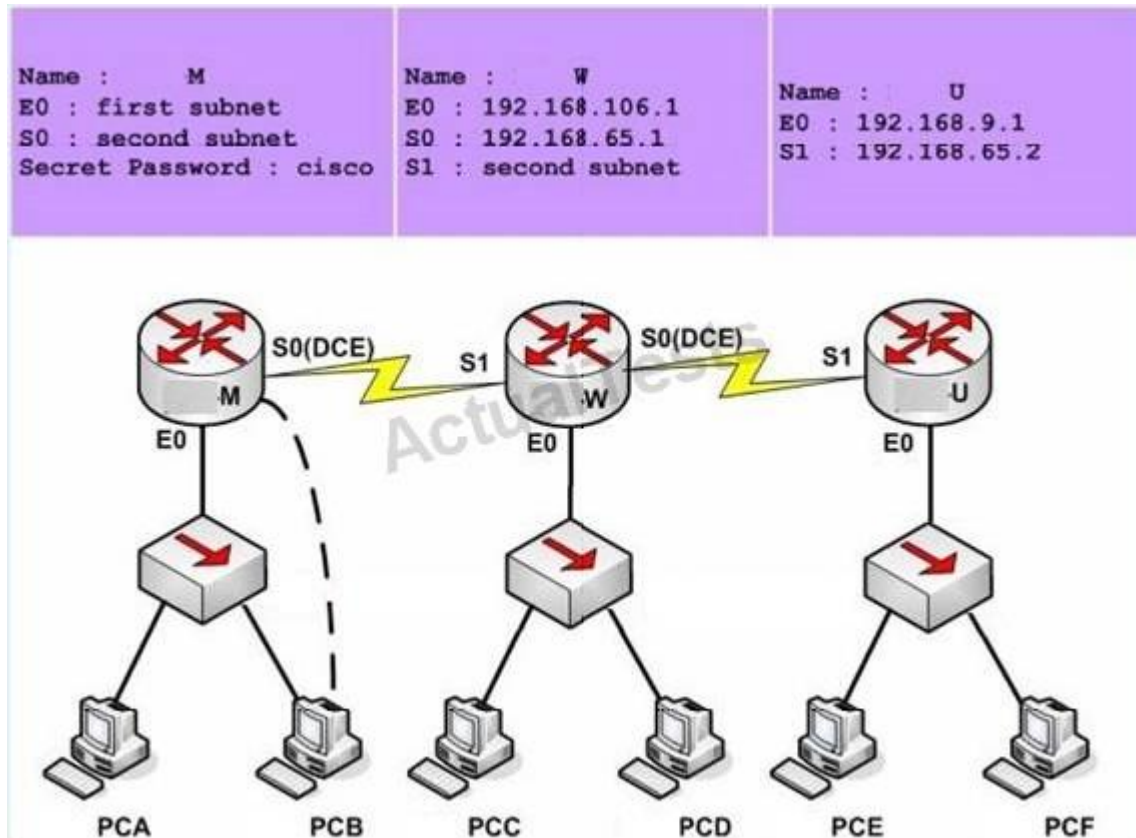 Name : M
E0 : first subnet
S0 : second subnet
Secret Password : cisco
Name : W
E0 : 192.168.106.1
S0 : 192.168.65.1
S1 : second subnet
Name : U
E0 : 192.168.9.1
S1 : 192.168.65.2
S0(DCE)
S1
S0(DCE)
S1
M
W
U
E0
E0
E0
ActualTests
PCA
PCB
PCC
PCD
PCE
PCF